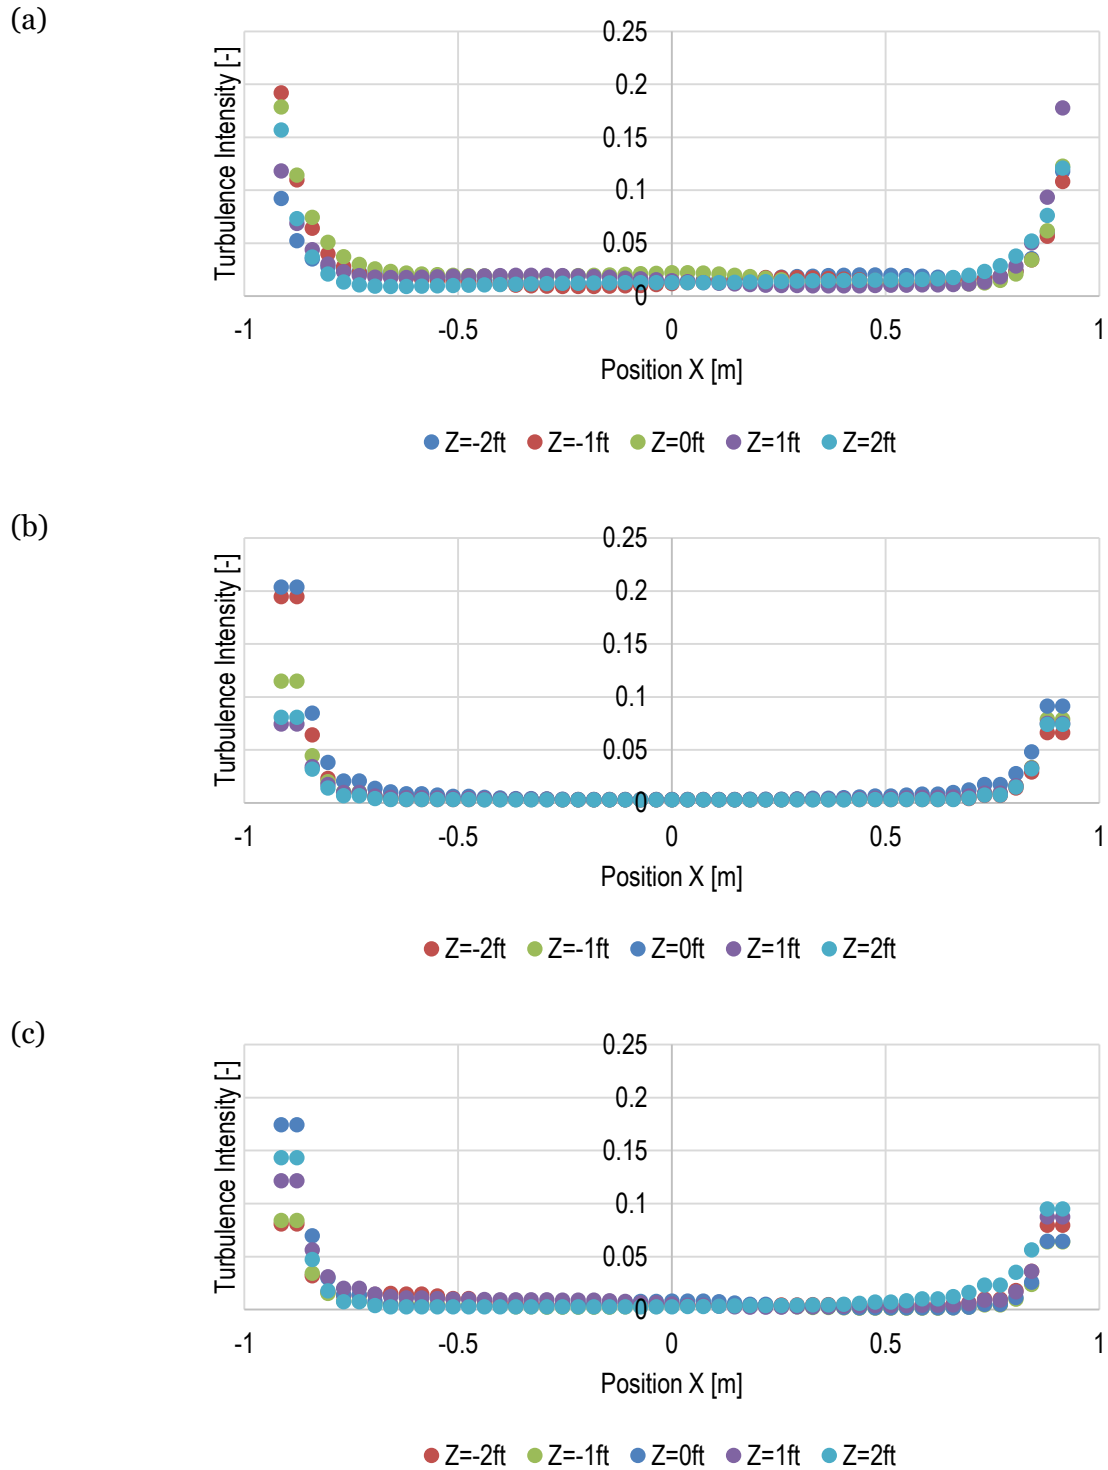 (a)
Turbulence Intensity [-]
0.25
0.2
0.15
0.1
0.05
0
-1 -0.5 0 0.5 1
Position X [m]
Z=-2ft Z=-1ft Z=0ft Z=1ft Z=2ft
(b)
Turbulence Intensity [-]
0.25
0.2
0.15
0.1
0.05
0
-1 -0.5 0 0.5 1
Position X [m]
Z=-2ft Z=-1ft Z=0ft Z=1ft Z=2ft
(c)
Turbulence Intensity [-]
0.25
0.2
0.15
0.1
0.05
0
-1 -0.5 0 0.5 1
Position X [m]
Z=-2ft Z=-1ft Z=0ft Z=1ft Z=2ft